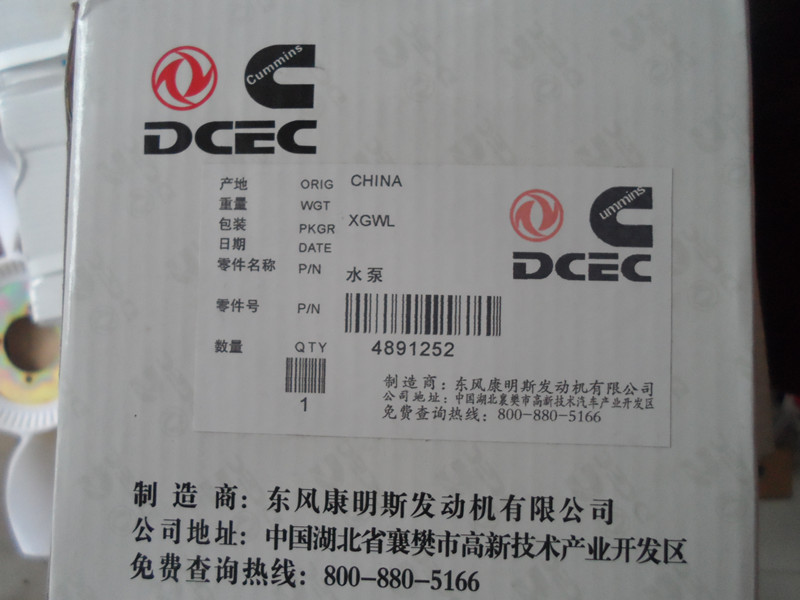 Cummins
DCEC
产地 ORIG CHINA
重量 WGT
包装 PKGR XGWL
日期 DATE
零件名称 P/N 水泵
零件号 P/N
4891252
数量 QTY
1
ummins
DCEC
制造商：东风康明斯发动机有限公司
公司地址：中国湖北襄樊市高新技术汽车产业开发区
免费查询热线：800-880-5166
制造商：东风康明斯发动机有限公司
公司地址：中国湖北省襄樊市高新技术产业开发区
免费查询热线：800-880-5166